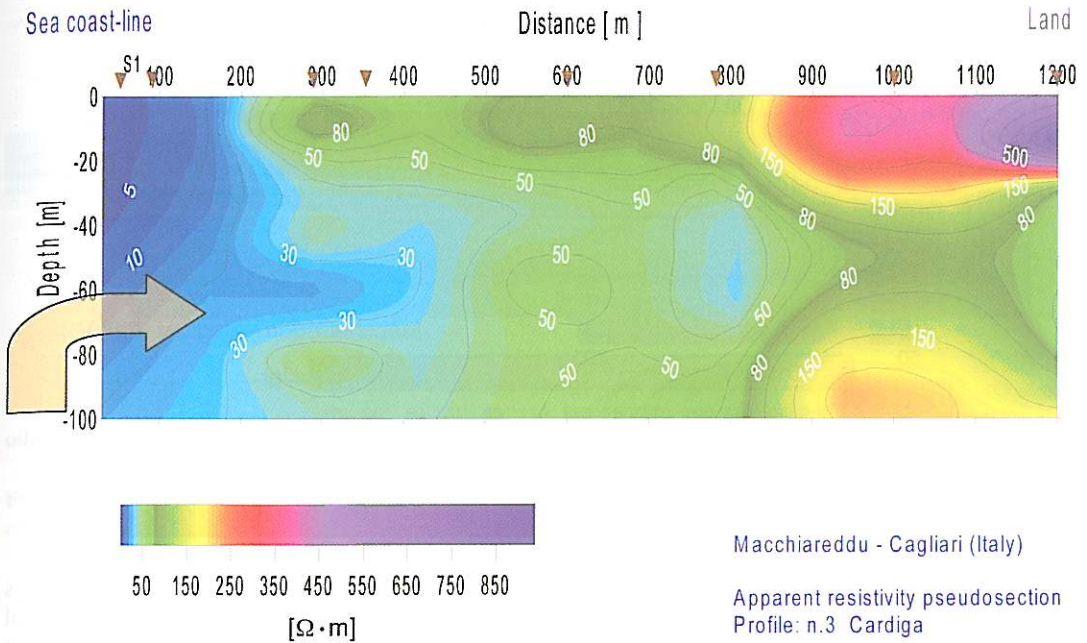 Sea coast-line Distance [ m ] Land
S1
100 200 300 400 500 600 700 800 900 1000 1100 1200
Depth [m]
0
-20
-40
-60
-80
-100
80 80 80 150 500
50 50 50 50 50 80 150 150 80
5
10 30 30 50 80
30 50 50
30 50 50 80 150 150
50 150 250 350 450 550 650 750 850
[Ω·m]
Macchiareddu - Cagliari (Italy)
Apparent resistivity pseudosection
Profile: n.3 Cardiga